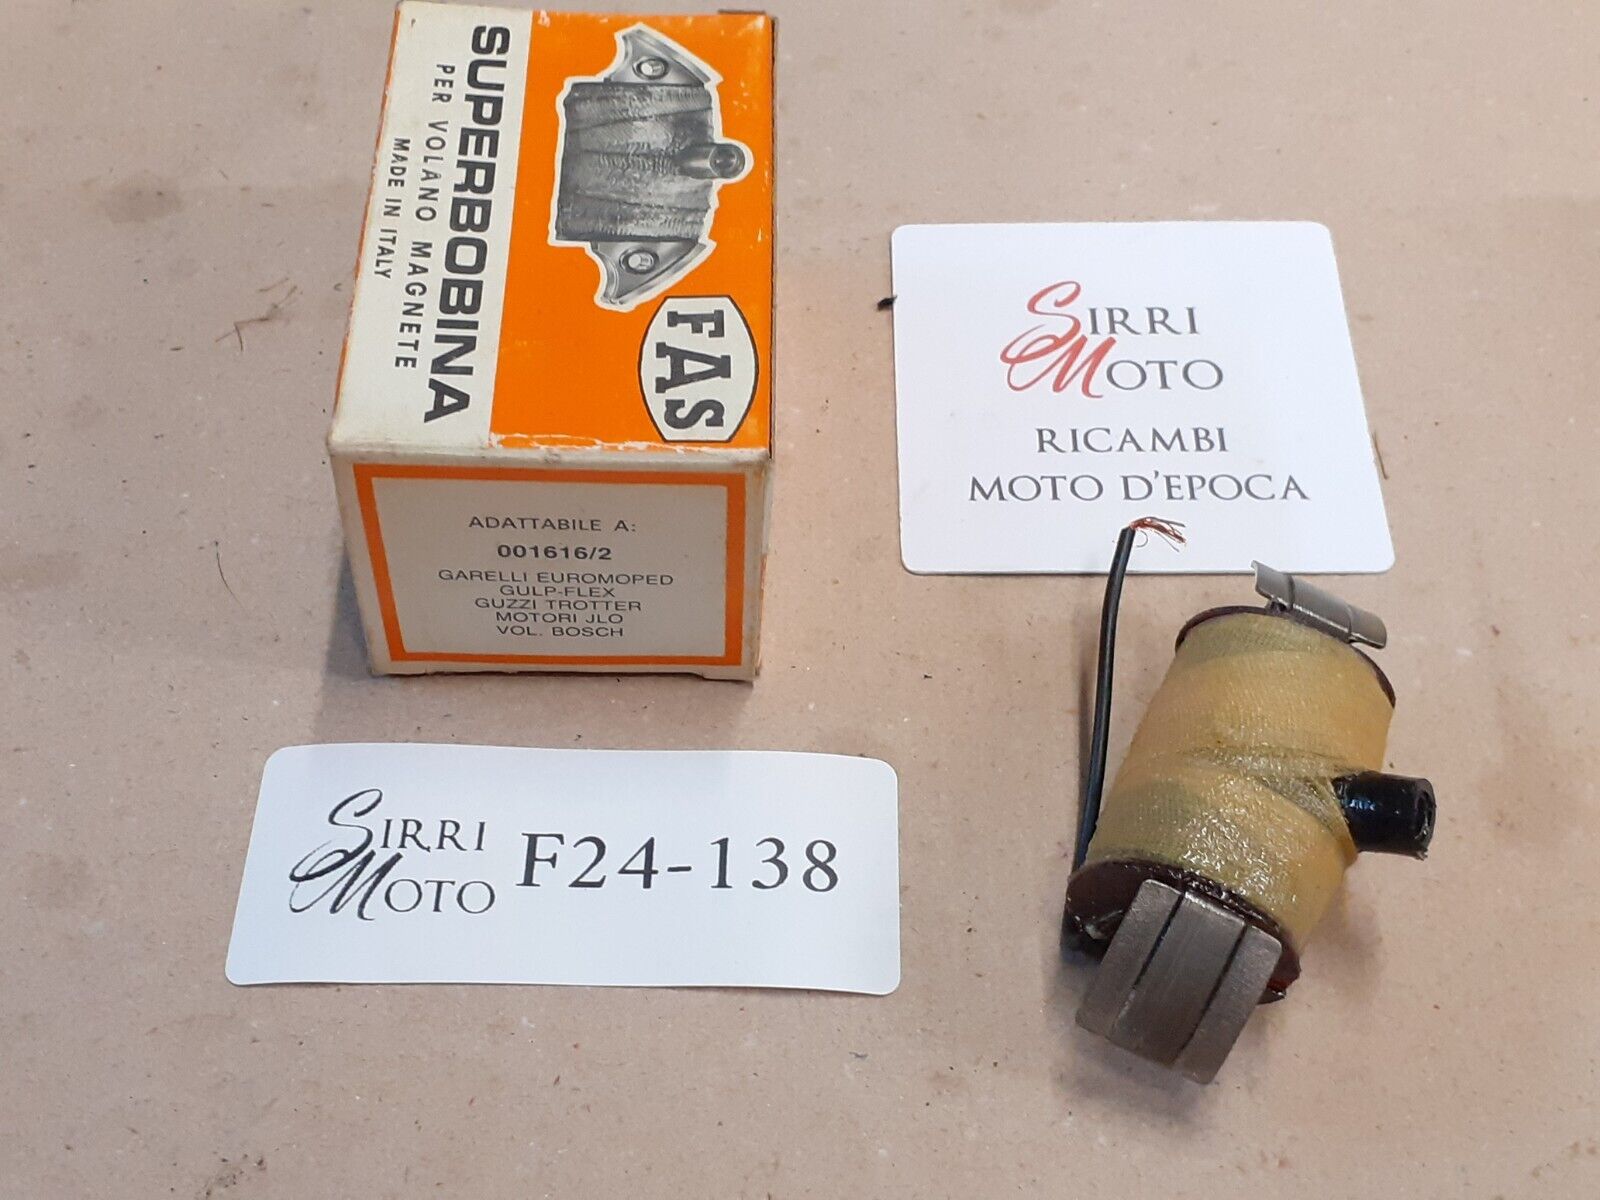 SUPERBOBINA
PER VOLANO MAGNETE
MADE IN ITALY
FAS
ADATTABILE A:
001616/2
GARELLI EUROMOPED
GULP-FLEX
GUZZI TROTTER
MOTORI JLO
VOL. BOSCH
SIRRI
MOTO
RICAMBI
MOTO D'EPOCA
SIRRI
MOTO
F24-138